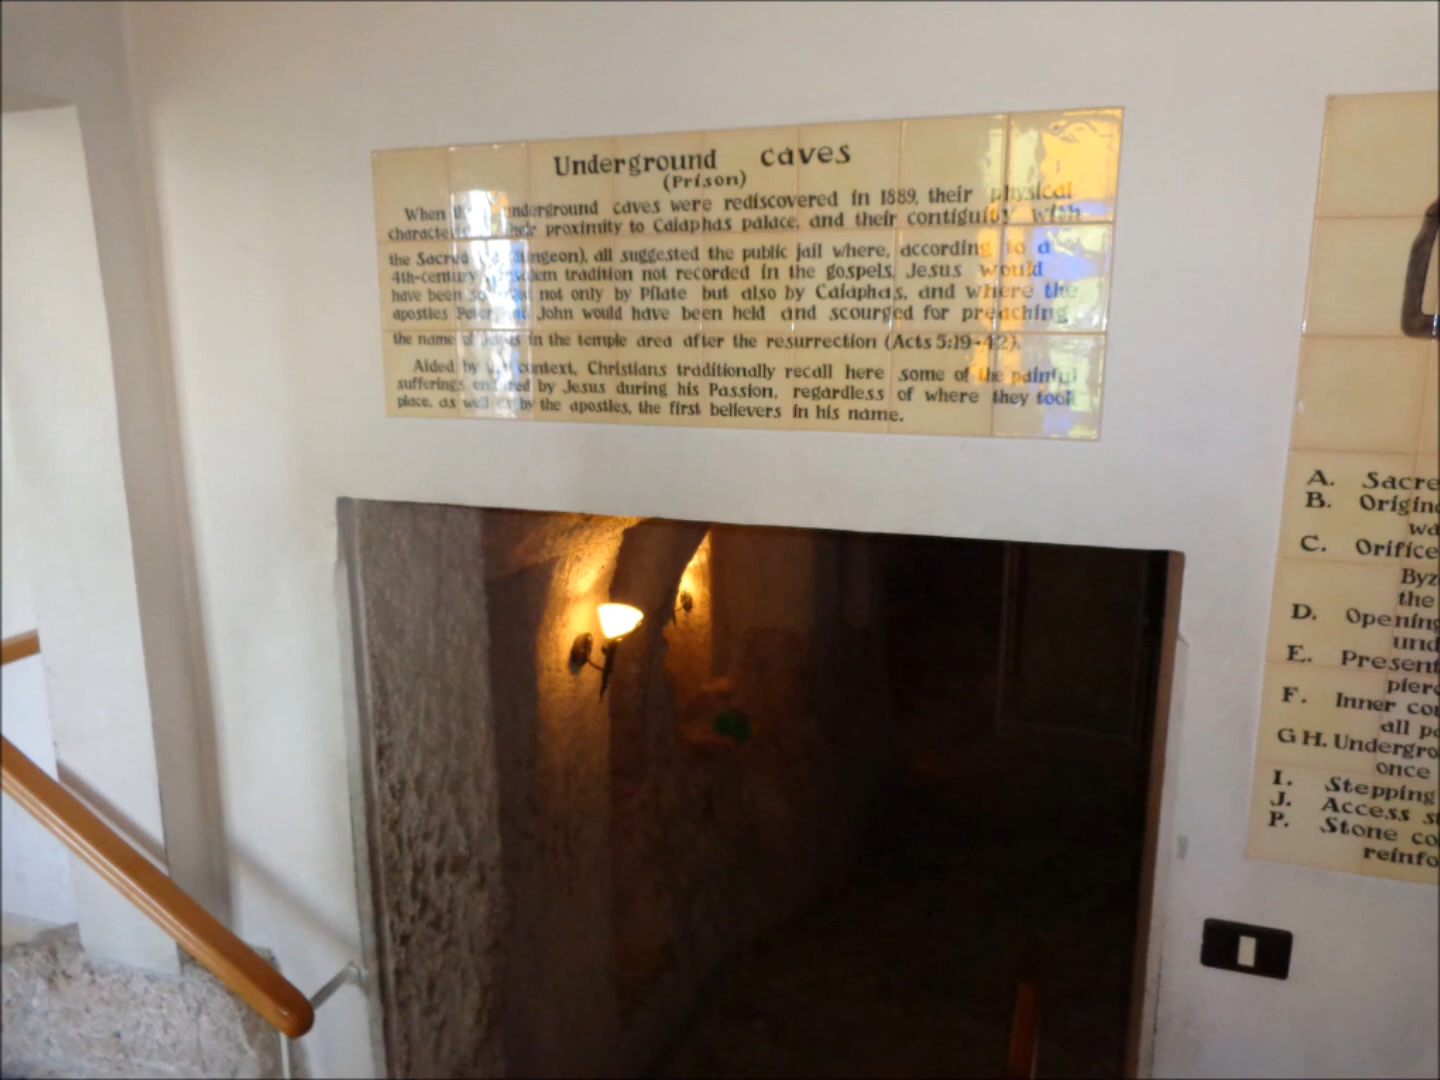 Underground caves
(Prison)
When underground caves were rediscovered in 1889, their physical
their proximity to Caiaphas palace, and their contiguity with
the Sacred dungeon), all suggested the public jail where, according to a
4th-century tradition not recorded in the gospels, Jesus would
have been not only by Pilate but also by Caiaphas, and where the
apostles Peter and John would have been held and scourged for preaching
the name of Jesus in the temple area after the resurrection (Acts 5:19-42).
Aided by context, Christians traditionally recall here some of the painful
sufferings endured by Jesus during his Passion, regardless of where they took
place, as well as by the apostles, the first believers in his name.
A. Sacre
B. Origin
wa
C. Orifice
Byz
the
D. Opening
und
E. Present
pierc
F. Inner co
all p
G H. Undergro
once
I. Stepping
J. Access s
P. Stone co
reinfo